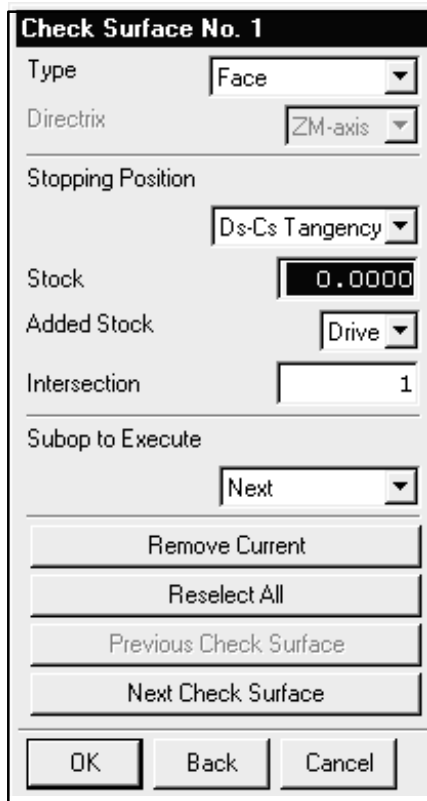 Check Surface No. 1
Type Face
Directrix ZM-axis
Stopping Position
Ds-Cs Tangency
Stock 0.0000
Added Stock Drive
Intersection 1
Subop to Execute
Next
Remove Current
Reselect All
Previous Check Surface
Next Check Surface
OK Back Cancel